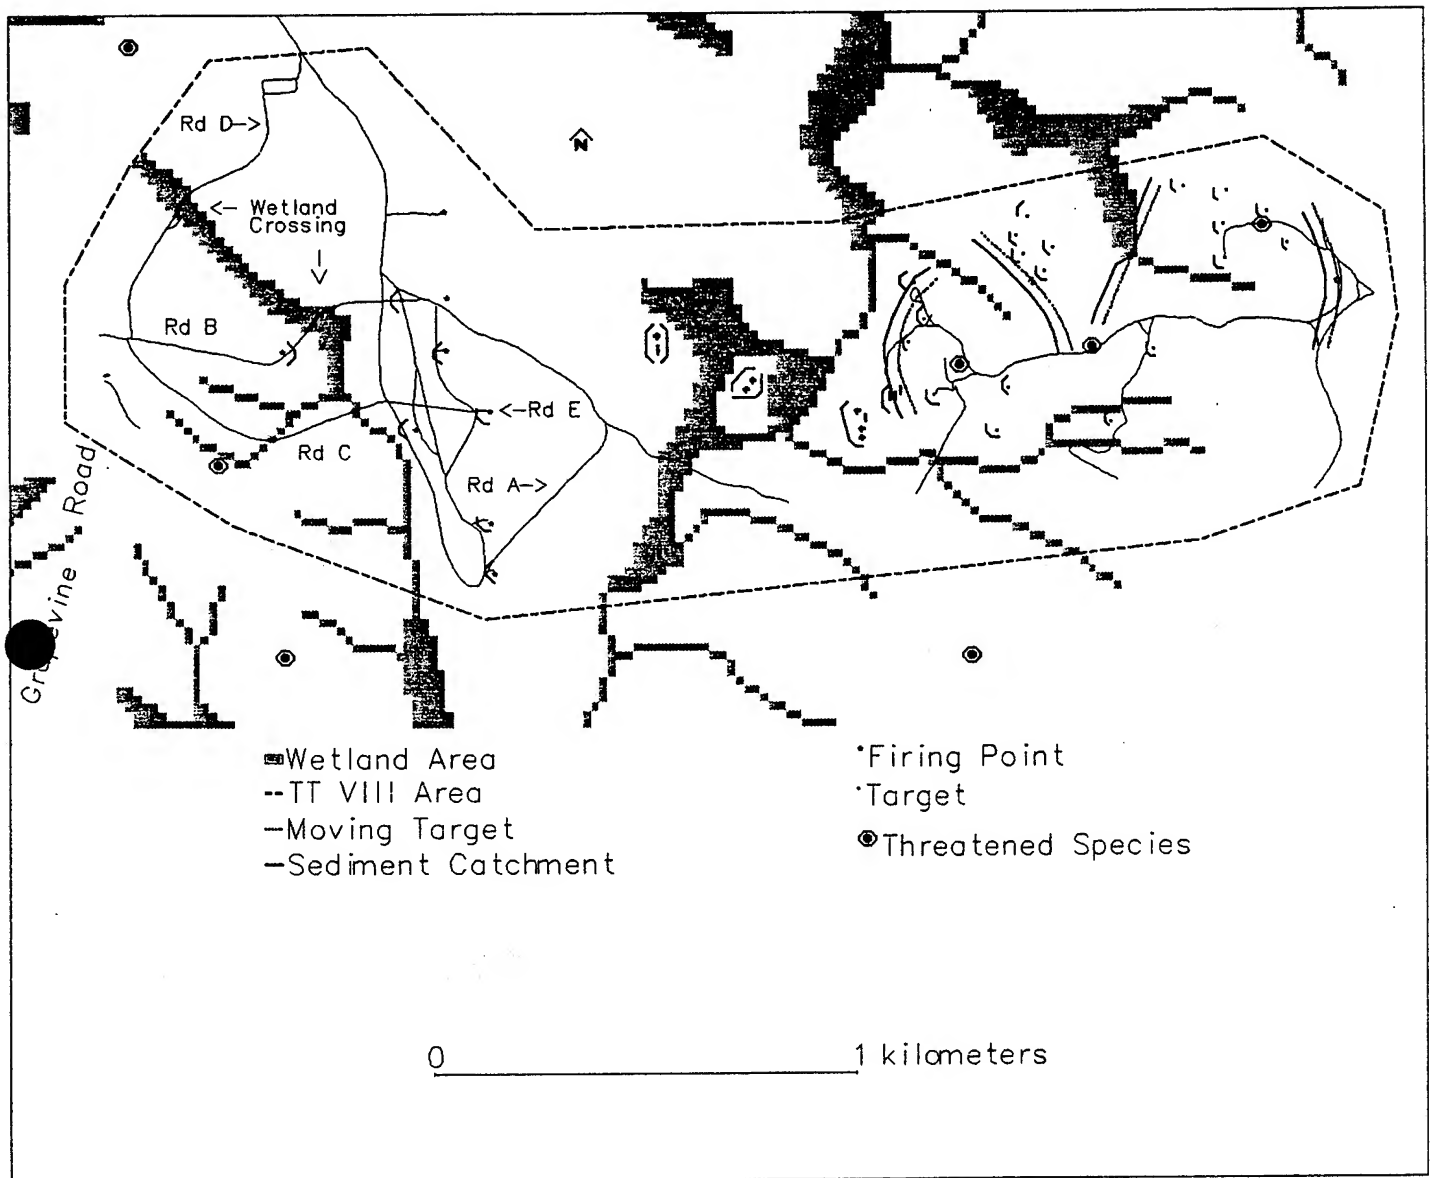 Rd D->
N
<- Wetland
Crossing
Rd B
<-Rd E
Rd C
Rd A->
Grapevine Road
Wetland Area
--TT VIII Area
—Moving Target
—Sediment Catchment
Firing Point
Target
Threatened Species
0
1 kilometers